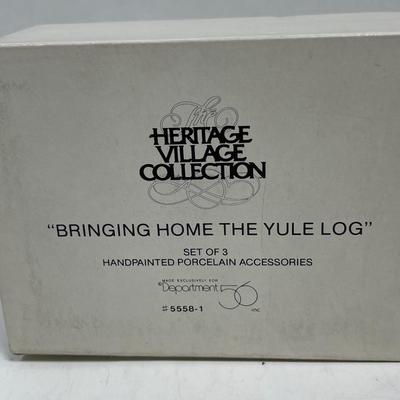 The
HERITAGE
VILLAGE
COLLECTION
"BRINGING HOME THE YULE LOG"
SET OF 3
HANDPAINTED PORCELAIN ACCESSORIES
MADE EXCLUSIVELY FOR
©Department 56 INC
#5558-1